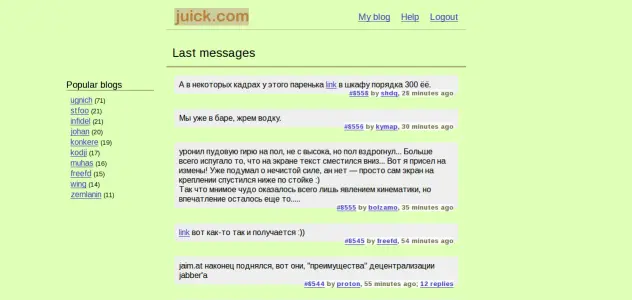 juick.com
My blog Help Logout
Last messages
Popular blogs
ugnich (71)
stfoo (21)
infidel (21)
johan (20)
konkere (19)
kodji (17)
muhas (16)
freefd (15)
wing (14)
zemlanin (11)
А в некоторых кадрах у этого паренька link в шкафу порядка 300 ёё.
#8558 by shdq, 28 minutes ago
Мы уже в баре, жрем водку.
#8556 by kymap, 30 minutes ago
уронил пудовую гирю на пол, не с высока, но пол вздрогнул... Больше
всего испугало то, что на экране текст сместился вниз... Вот я присел на
измены! Уже подумал о нечистой силе, ан нет — просто сам экран на
креплении спустился ниже по стойке :)
Так что мнимое чудо оказалось всего лишь явлением кинематики, но
впечатление осталось еще то.....
#8555 by bolzamo, 35 minutes ago
link вот как-то так и получается :))
#8545 by freefd, 54 minutes ago
jaim.at наконец поднялся, вот они, "преимущества" децентрализации
jabber'а
#8544 by proton, 55 minutes ago; 12 replies